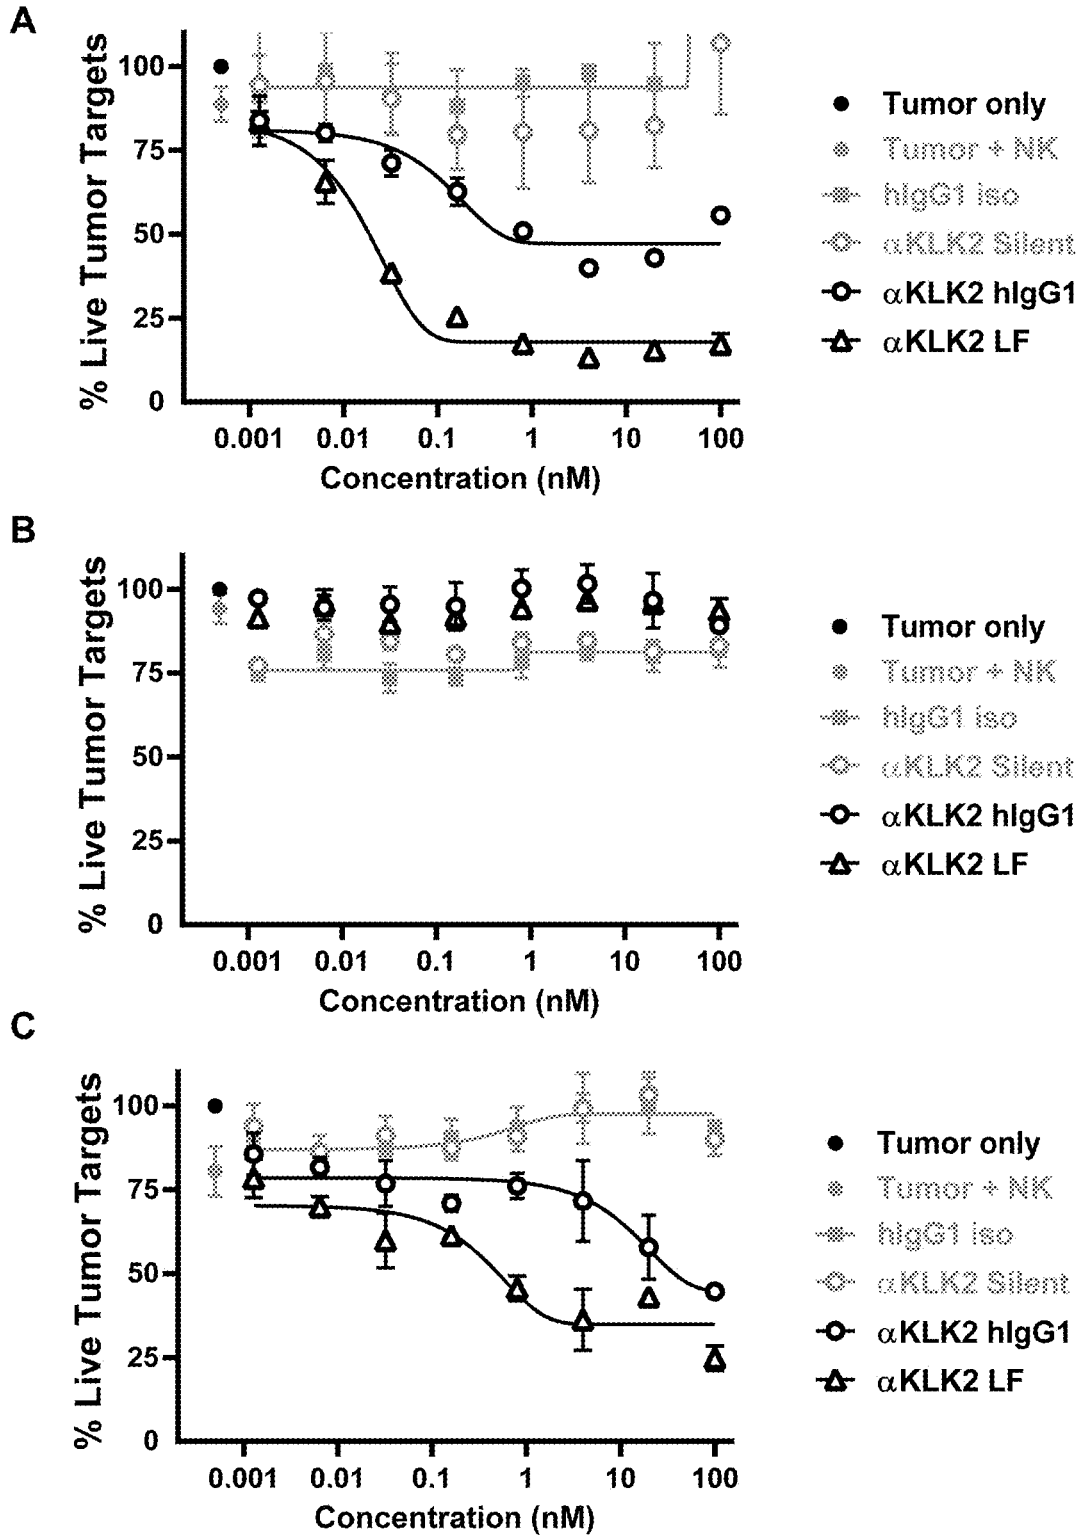 A
% Live Tumor Targets
100
75
50
25
0
0.001 0.01 0.1 1 10 100
Concentration (nM)
Tumor only
Tumor + NK
hIgG1 iso
αKLK2 Silent
αKLK2 hIgG1
αKLK2 LF
B
% Live Tumor Targets
100
75
50
25
0
0.001 0.01 0.1 1 10 100
Concentration (nM)
Tumor only
Tumor + NK
hIgG1 iso
αKLK2 Silent
αKLK2 hIgG1
αKLK2 LF
C
% Live Tumor Targets
100
75
50
25
0
0.001 0.01 0.1 1 10 100
Concentration (nM)
Tumor only
Tumor + NK
hIgG1 iso
αKLK2 Silent
αKLK2 hIgG1
αKLK2 LF